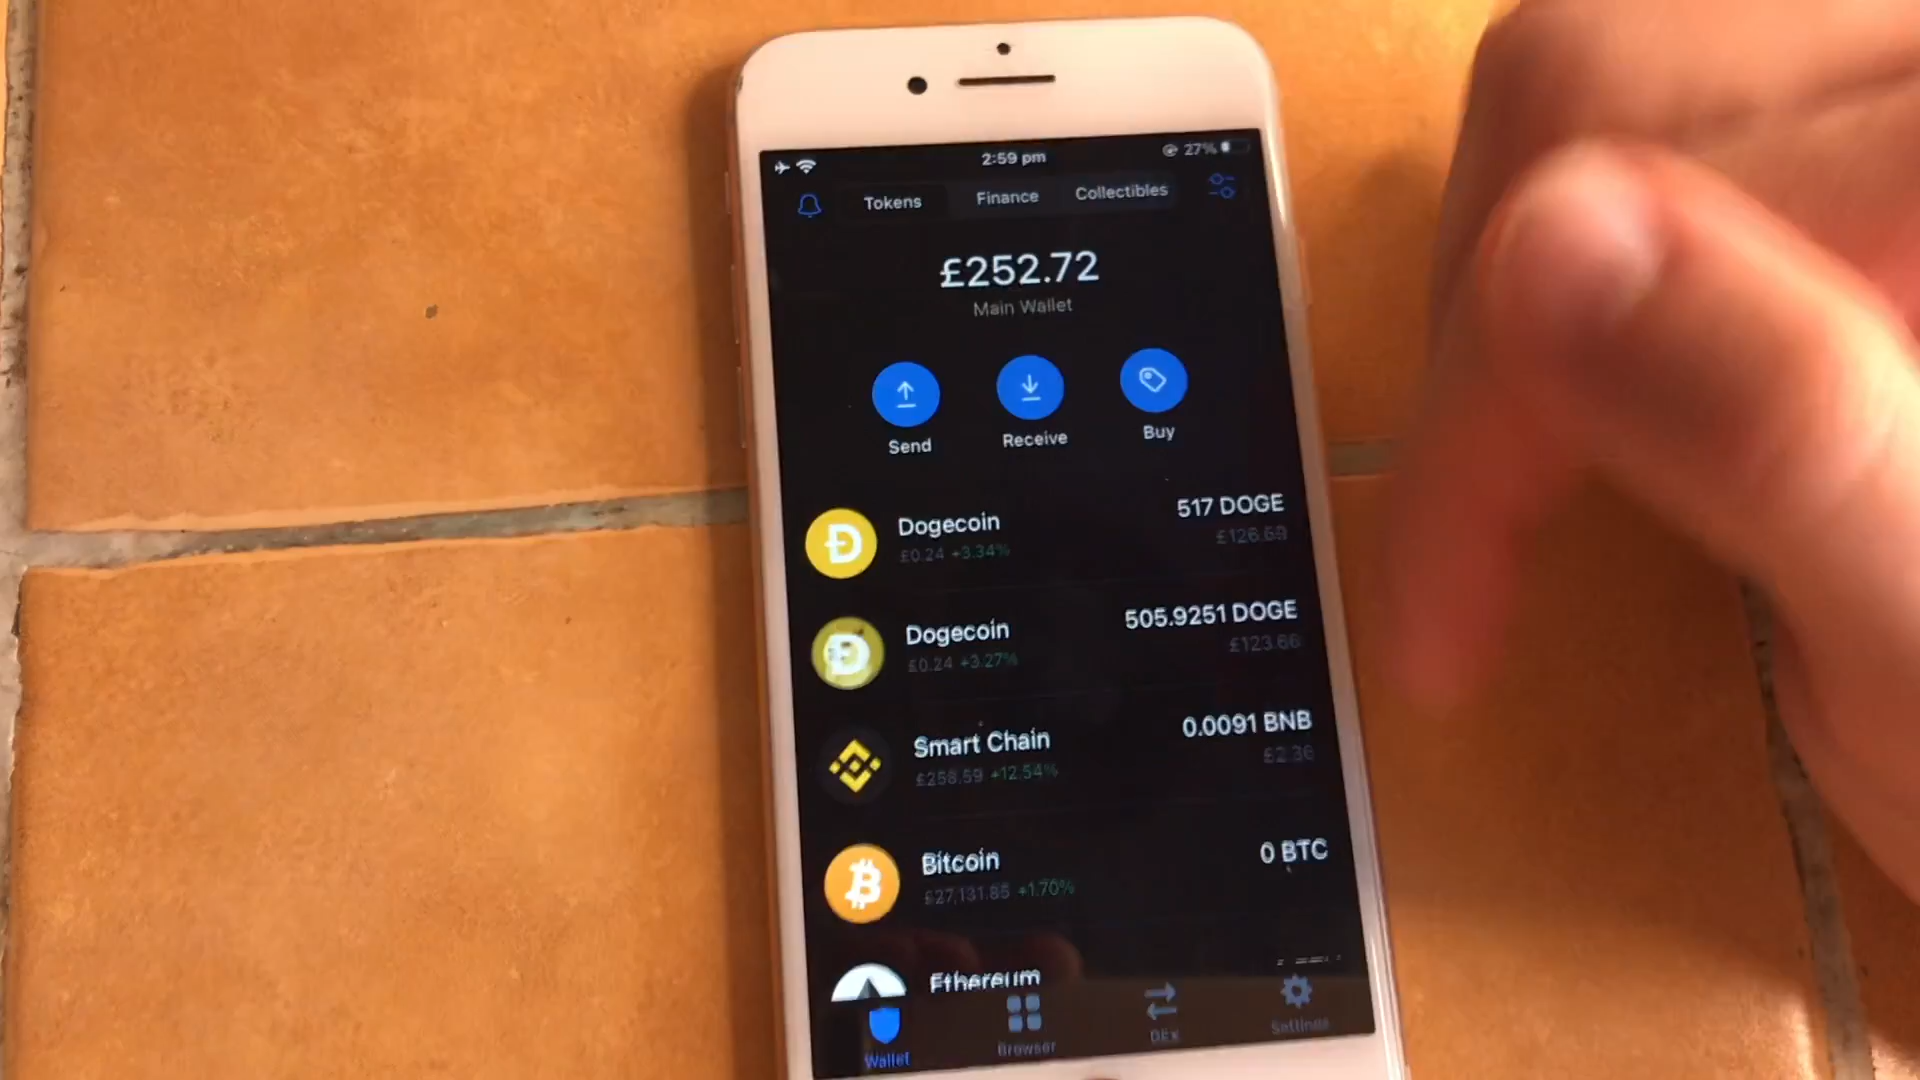 2:59 pm
27%
Tokens Finance Collectibles
£252.72
Main Wallet
Send Receive Buy
Dogecoin 517 DOGE
£0.24 +3.34% £126.69
Dogecoin 505.9251 DOGE
£0.24 +3.27% £123.66
Smart Chain 0.0091 BNB
£258.59 +12.54% £2.36
Bitcoin 0 BTC
£27,131.85 +1.70%
Ethereum
Wallet Browser DEX Settings